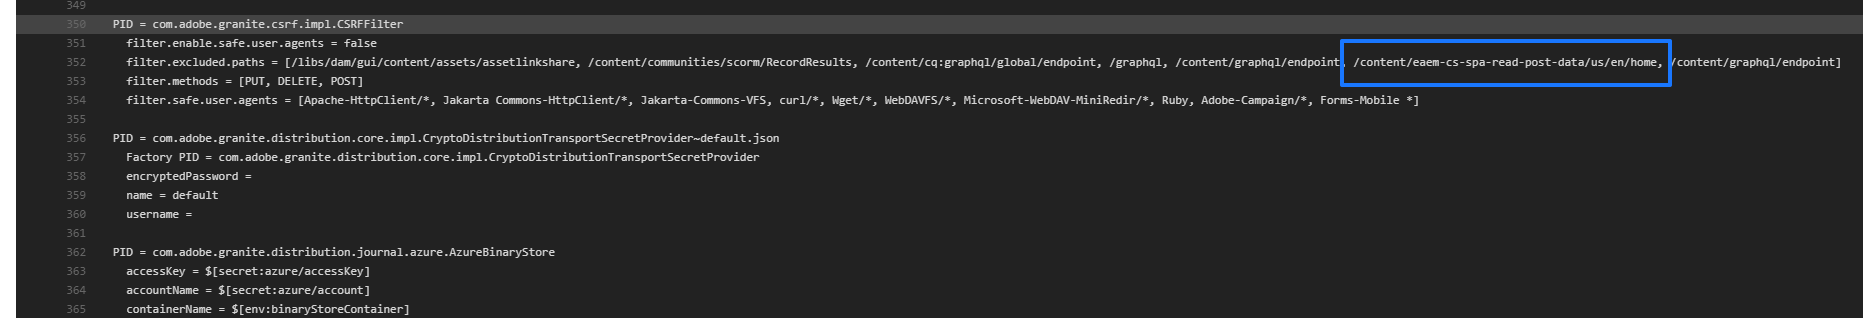 349
350 PID = com.adobe.granite.csrf.impl.CSRFFilter
351 filter.enable.safe.user.agents = false
352 filter.excluded.paths = [/libs/dam/gui/content/assets/assetlinkshare, /content/communities/scorm/RecordResults, /content/cq:graphql/global/endpoint, /graphql, /content/graphql/endpoint, /content/eaem-cs-spa-read-post-data/us/en/home, /content/graphql/endpoint]
353 filter.methods = [PUT, DELETE, POST]
354 filter.safe.user.agents = [Apache-HttpClient/*, Jakarta Commons-HttpClient/*, Jakarta-Commons-VFS, curl/*, Wget/*, WebDAVFS/*, Microsoft-WebDAV-MiniRedir/*, Ruby, Adobe-Campaign/*, Forms-Mobile *]
355
356 PID = com.adobe.granite.distribution.core.impl.CryptoDistributionTransportSecretProvider~default.json
357 Factory PID = com.adobe.granite.distribution.core.impl.CryptoDistributionTransportSecretProvider
358 encryptedPassword =
359 name = default
360 username =
361
362 PID = com.adobe.granite.distribution.journal.azure.AzureBinaryStore
363 accessKey = $[secret:azure/accessKey]
364 accountName = $[secret:azure/account]
365 containerName = $[env:binaryStoreContainer]